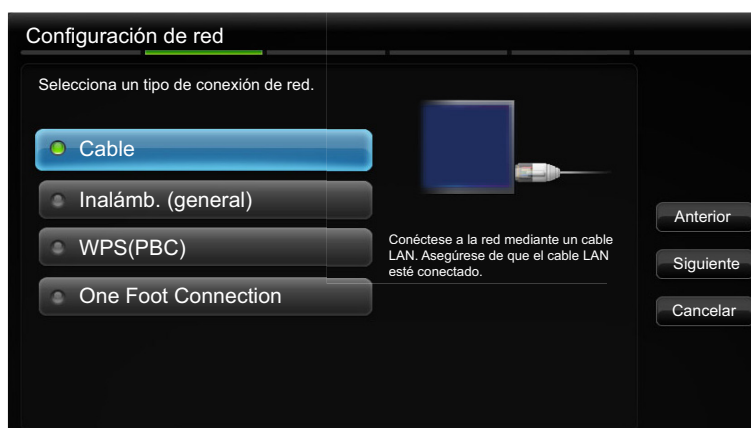 Configuración de red
Selecciona un tipo de conexión de red.
Cable
Inalámb. (general)
WPS(PBC)
One Foot Connection
Conéctese a la red mediante un cable
LAN. Asegúrese de que el cable LAN
esté conectado.
Anterior
Siguiente
Cancelar